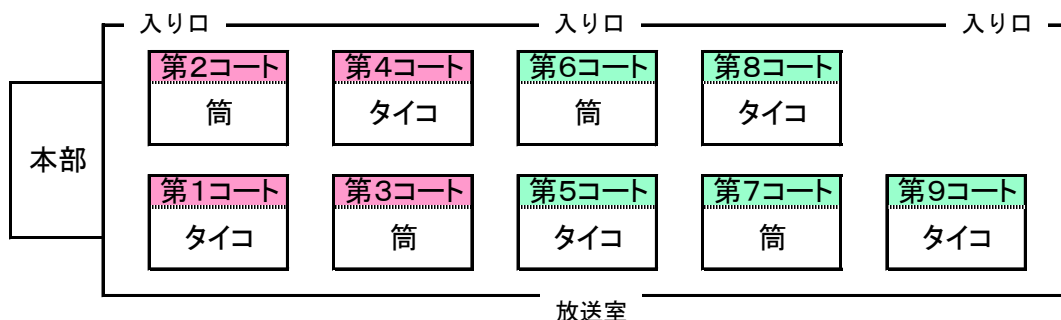 入り口 入り口 入り口
第2コート 第4コート 第6コート 第8コート
筒 タイコ 筒 タイコ
本部
第1コート 第3コート 第5コート 第7コート 第9コート
タイコ 筒 タイコ 筒 タイコ
放送室